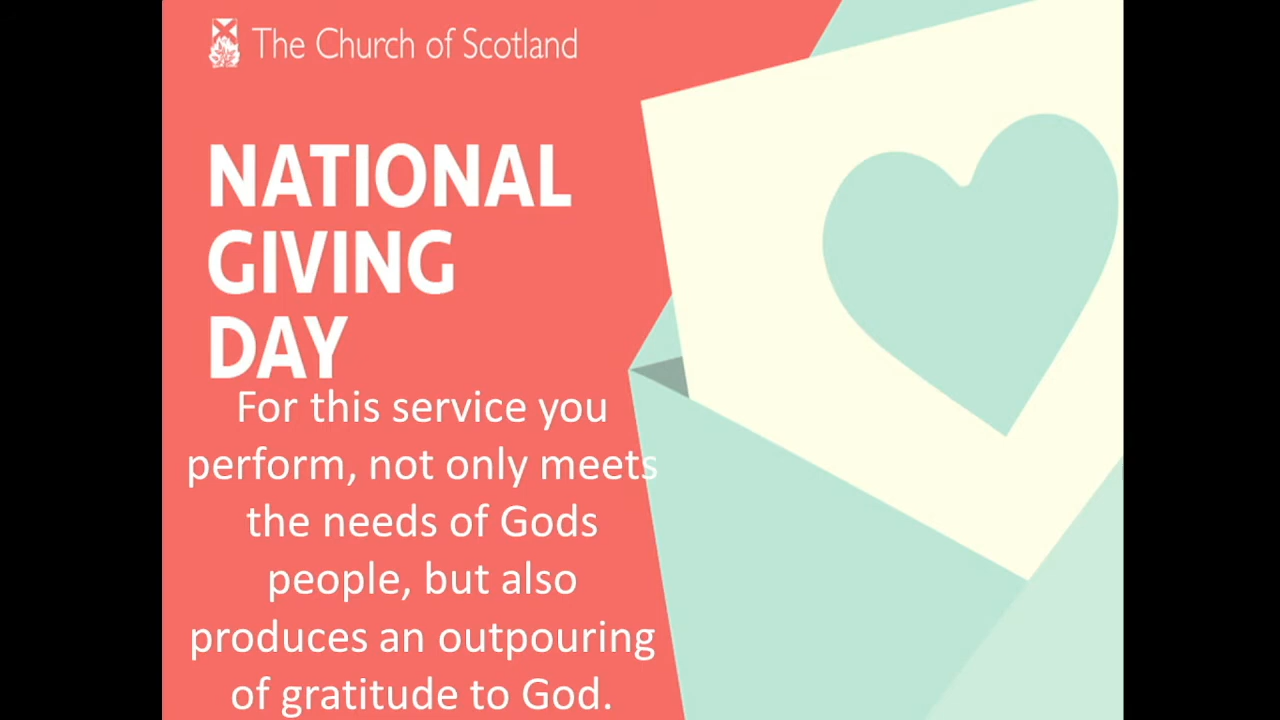 The Church of Scotland
NATIONAL
GIVING
DAY
For this service you
perform, not only meets
the needs of Gods
people, but also
produces an outpouring
of gratitude to God.